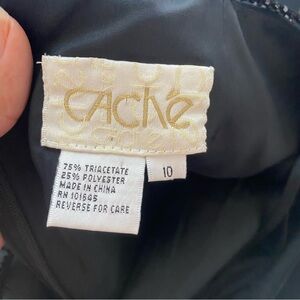 CAChé
75% TRIACETATE
25% POLYESTER
MADE IN CHINA
RN 101645
REVERSE FOR CARE
10